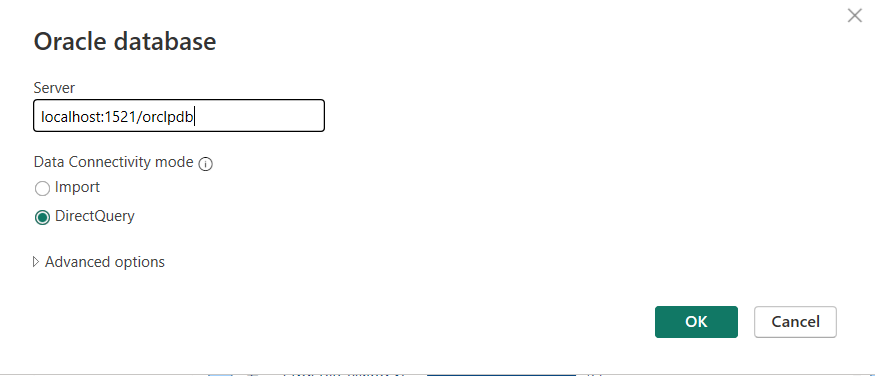 Oracle database
Server
localhost:1521/orclpdb
Data Connectivity mode
Import
DirectQuery
Advanced options
OK
Cancel